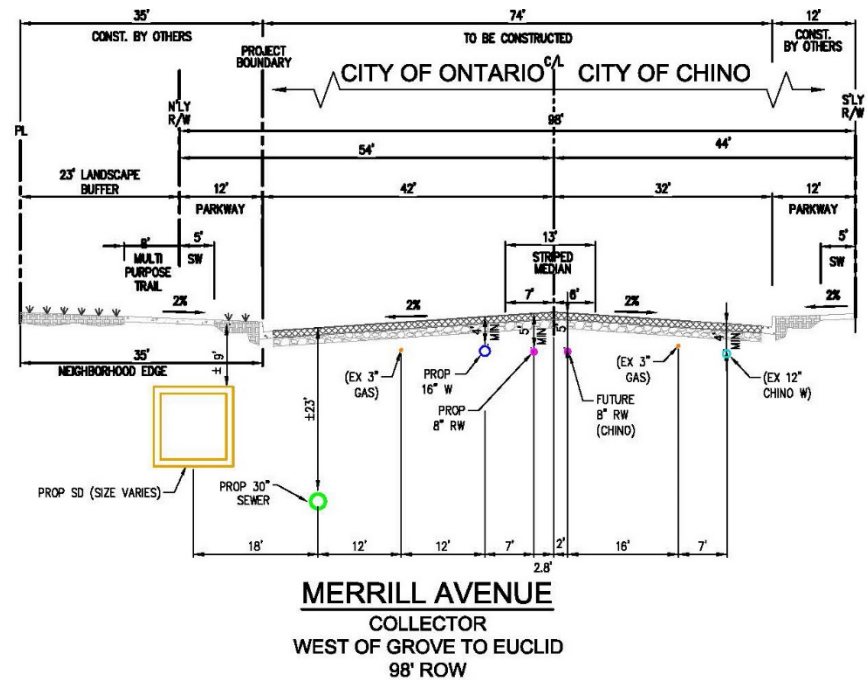 35'
74'
12'
CONST. BY OTHERS
TO BE CONSTRUCTED
CONST.
BY OTHERS
PROJECT
BOUNDARY
C/L
CITY OF ONTARIO
CITY OF CHINO
N'LY
R/W
S'LY
R/W
PL
98'
54'
44'
23' LANDSCAPE
BUFFER
12'
42'
32'
12'
PARKWAY
PARKWAY
8'
5'
13'
5'
MULTI
PURPOSE
TRAIL
SW
STRIPED
MEDIAN
SW
7'
6'
2%
2%
2%
2%
4'
MIN
5'
MIN
5'
4'
MIN
35'
NEIGHBORHOOD EDGE
± 9'
(EX 3"
GAS)
PROP
16" W
PROP
8" RW
FUTURE
8" RW
(CHINO)
(EX 3"
GAS)
(EX 12"
CHINO W)
±23'
PROP SD (SIZE VARIES)
PROP 30"
SEWER
18'
12'
12'
7'
2'
16'
7'
2.8'
MERRILL AVENUE
COLLECTOR
WEST OF GROVE TO EUCLID
98' ROW